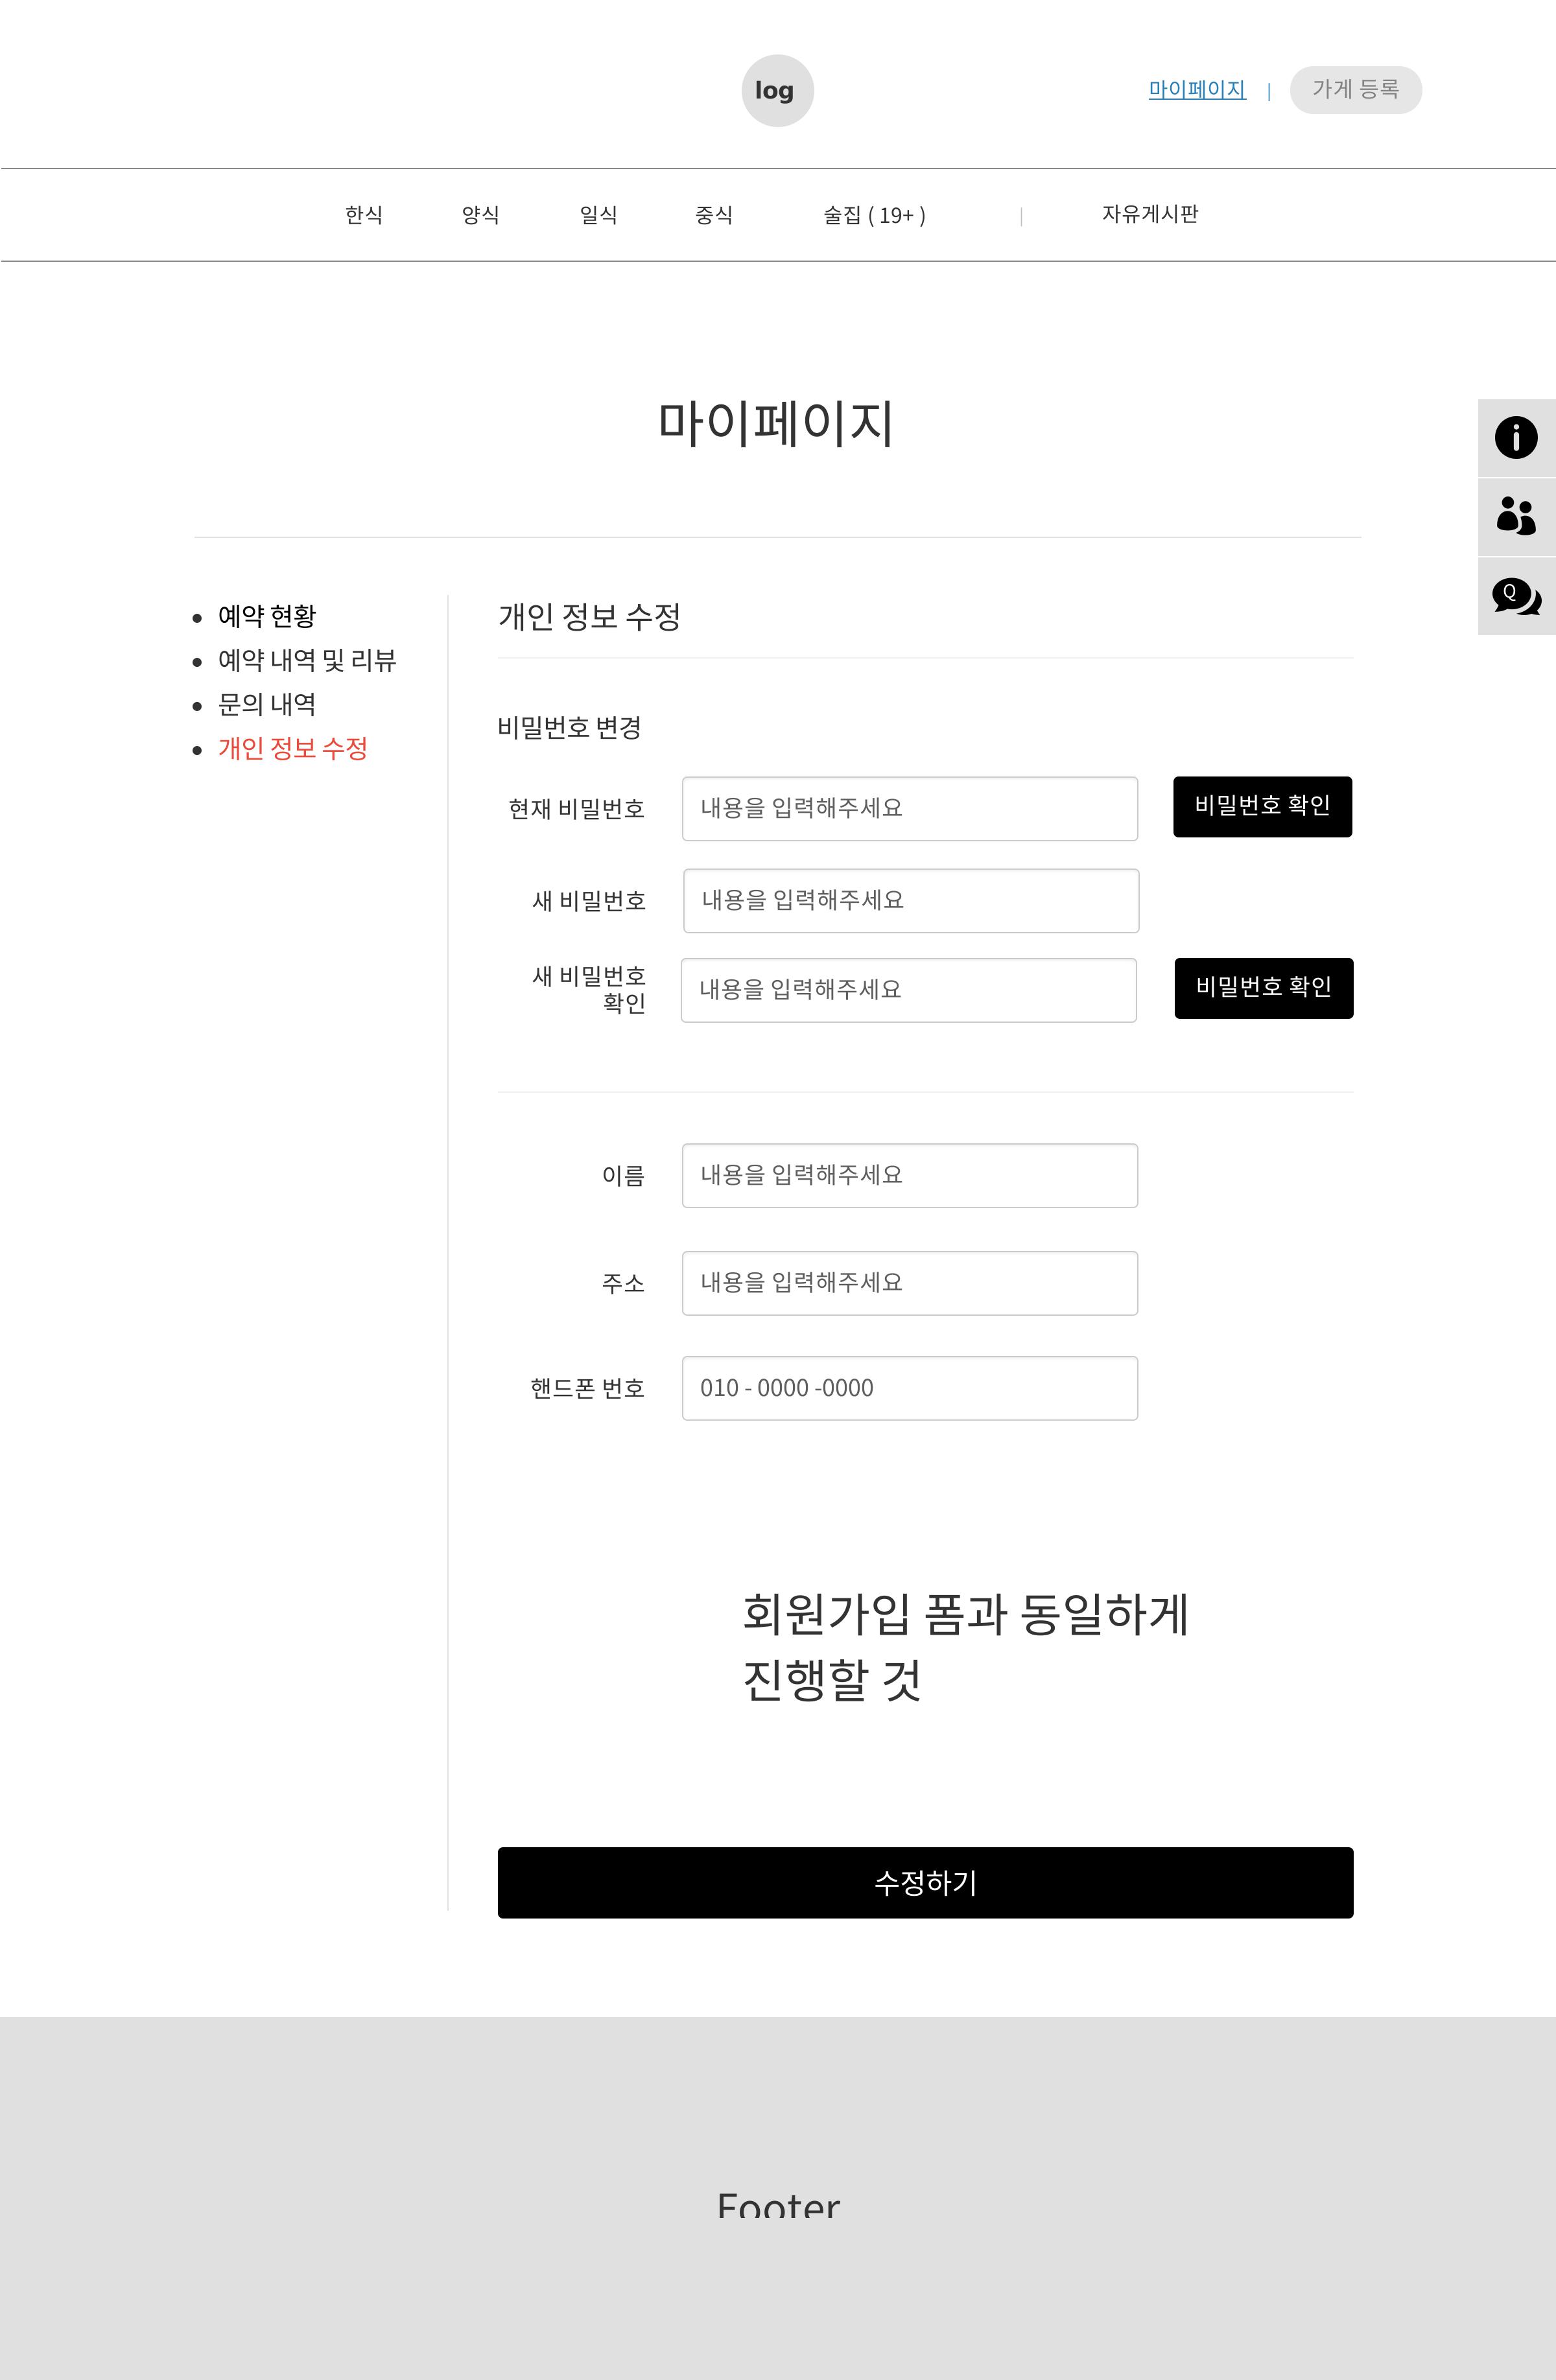 log
마이페이지 | 가게 등록
한식 양식 일식 중식 술집 ( 19+ ) | 자유게시판
마이페이지
예약 현황
예약 내역 및 리뷰
문의 내역
개인 정보 수정
Q
개인 정보 수정
비밀번호 변경
현재 비밀번호 내용을 입력해주세요 비밀번호 확인
새 비밀번호 내용을 입력해주세요
새 비밀번호
확인
내용을 입력해주세요 비밀번호 확인
이름 내용을 입력해주세요
주소 내용을 입력해주세요
핸드폰 번호 010 - 0000 -0000
회원가입 폼과 동일하게
진행할 것
수정하기
Footer